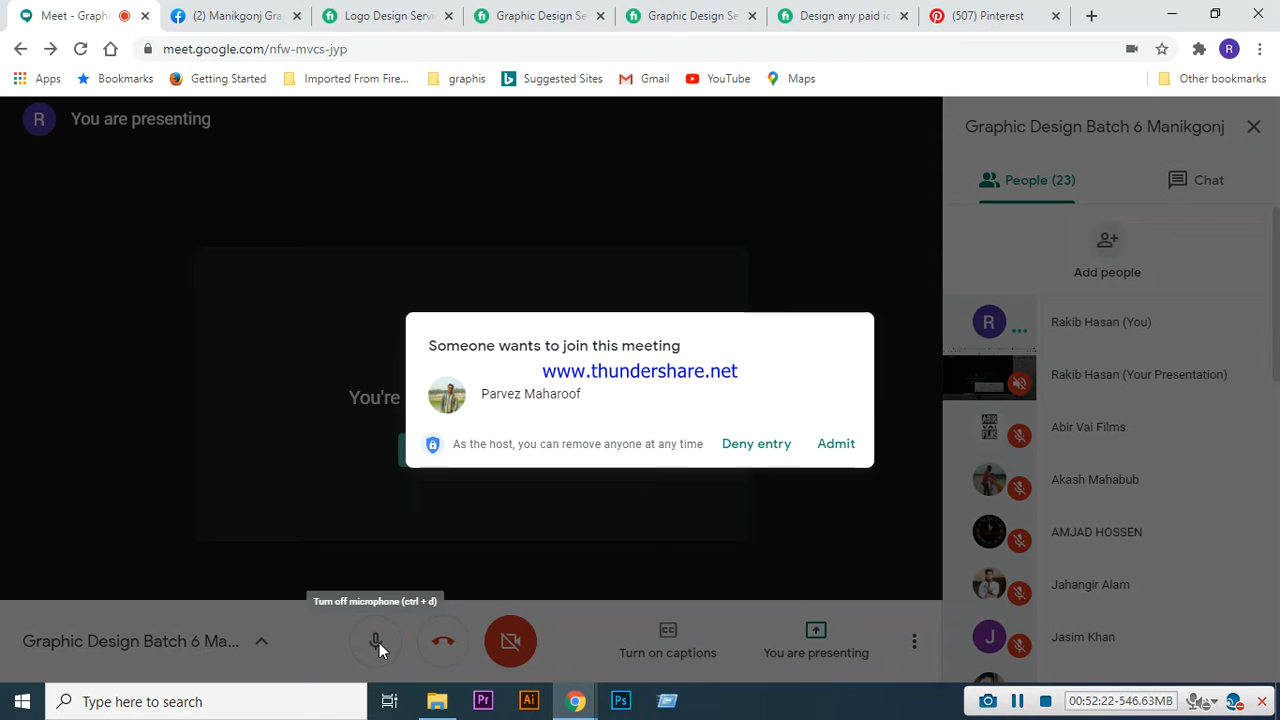 Meet - Graph
(2) Manikgonj Gra
Logo Design Servi
Graphic Design Se
Graphic Design Se
Design any paid ic
(507) Pinterest
meet.google.com/nfw-mvcs-jyp
R
Apps
Bookmarks
Getting Started
Imported From Fire...
graphis
Suggested Sites
Gmail
YouTube
Maps
Other bookmarks
R
You are presenting
Graphic Design Batch 6 Manikgonj
People (23)
Chat
Add people
R
Rakib Hasan (You)
Rakib Hasan (Your Presentation)
Abir Vai Films
Akash Mahabub
AMJAD HOSSEN
Jahangir Alam
J
Jasim Khan
You're
Someone wants to join this meeting
www.thundershare.net
Parvez Maharoof
As the host, you can remove anyone at any time
Deny entry
Admit
Turn off microphone (ctrl + d)
Graphic Design Batch 6 Ma...
Turn on captions
You are presenting
Type here to search
Pr
Ai
Ps
00:52:22-546.63MB